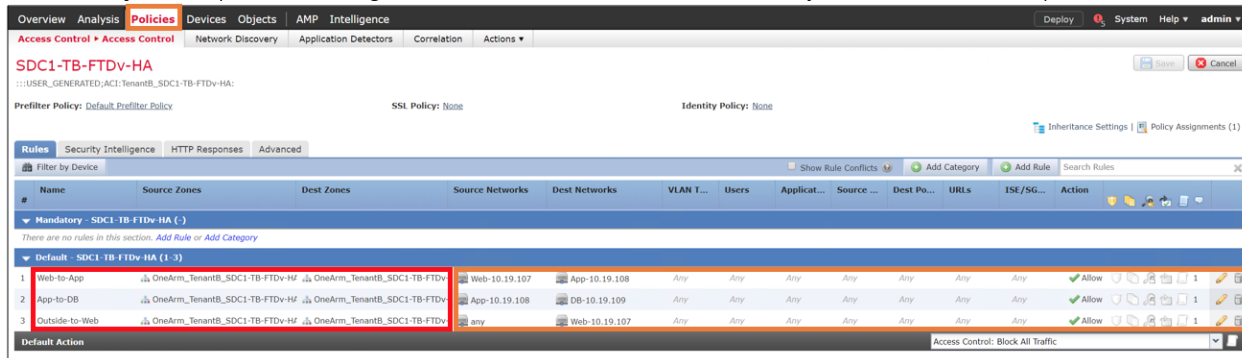 Overview Analysis Policies Devices Objects AMP Intelligence Deploy System Help admin
Access Control Access Control Network Discovery Application Detectors Correlation Actions
SDC1-TB-FTDv-HA Save Cancel
:::USER_GENERATED;ACI:TenantB_SDC1-TB-FTDv-HA:
Prefilter Policy: Default Prefilter Policy SSL Policy: None Identity Policy: None
Inheritance Settings | Policy Assignments (1)
Rules Security Intelligence HTTP Responses Advanced
Filter by Device Show Rule Conflicts Add Category Add Rule Search Rules
# Name Source Zones Dest Zones Source Networks Dest Networks VLAN T... Users Applicat... Source ... Dest Po... URLs ISE/SG... Action
Mandatory - SDC1-TB-FTDv-HA (-)
There are no rules in this section. Add Rule or Add Category
Default - SDC1-TB-FTDv-HA (1-3)
1 Web-to-App OneArm_TenantB_SDC1-TB-FTDv-HA OneArm_TenantB_SDC1-TB-FTDv- Web-10.19.107 App-10.19.108 Any Any Any Any Any Any Any Allow 1
2 App-to-DB OneArm_TenantB_SDC1-TB-FTDv-HA OneArm_TenantB_SDC1-TB-FTDv- App-10.19.108 DB-10.19.109 Any Any Any Any Any Any Any Allow 1
3 Outside-to-Web OneArm_TenantB_SDC1-TB-FTDv-HA OneArm_TenantB_SDC1-TB-FTDv- any Web-10.19.107 Any Any Any Any Any Any Any Allow 1
Default Action Access Control: Block All Traffic